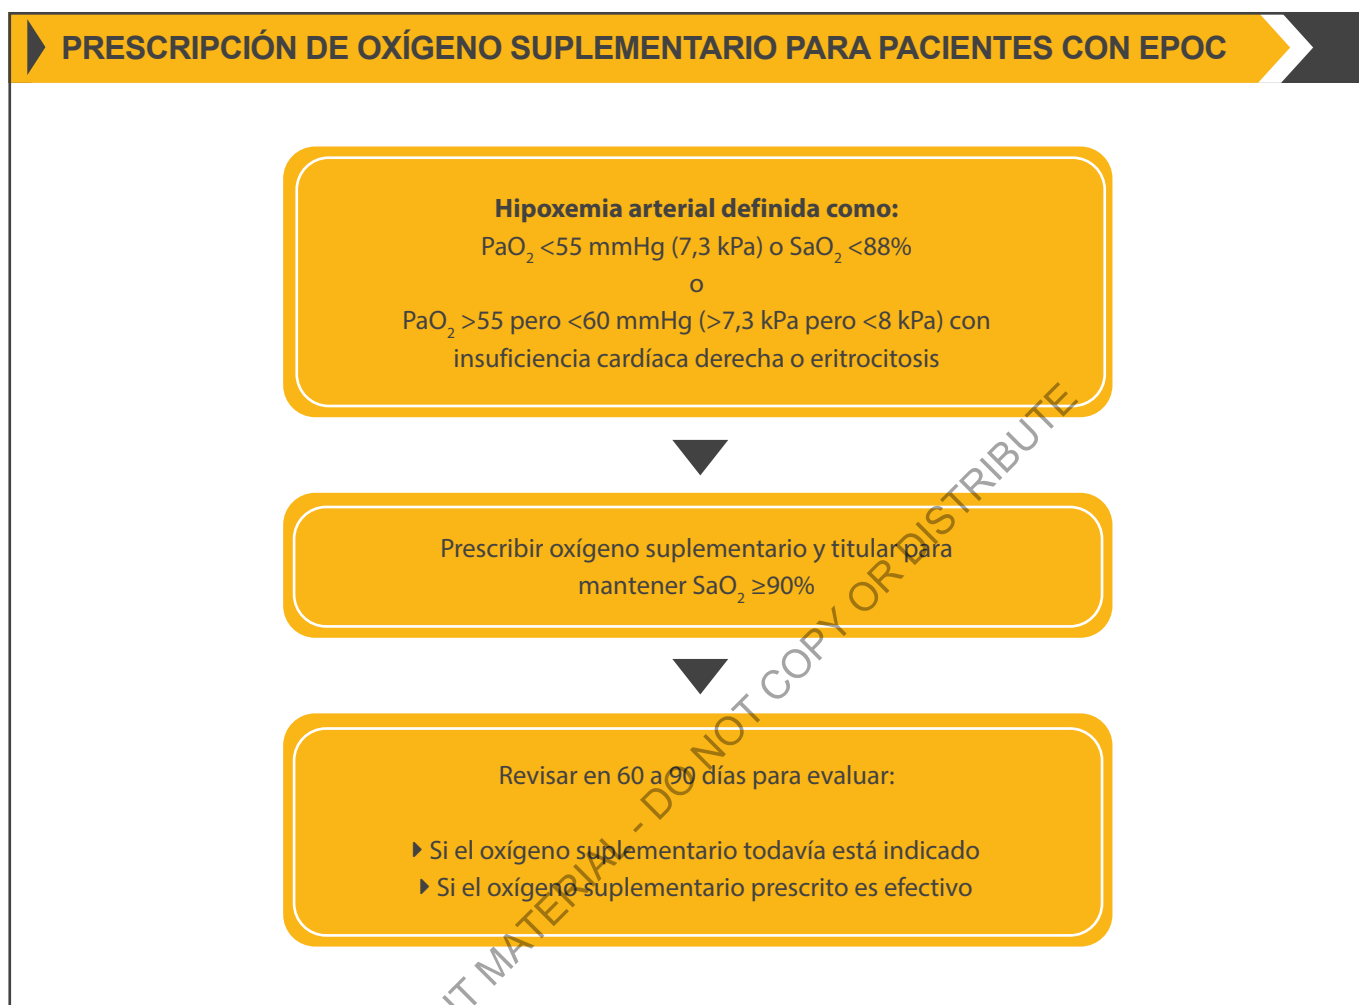 PRESCRIPCIÓN DE OXÍGENO SUPLEMENTARIO PARA PACIENTES CON EPOC
Hipoxemia arterial definida como:
PaO2 <55 mmHg (7,3 kPa) o SaO2 <88%
o
PaO2 >55 pero <60 mmHg (>7,3 kPa pero <8 kPa) con
insuficiencia cardíaca derecha o eritrocitosis
Prescribir oxígeno suplementario y titular para
mantener SaO2 ≥90%
Revisar en 60 a 90 días para evaluar:
Si el oxígeno suplementario todavía está indicado
Si el oxígeno suplementario prescrito es efectivo
MATERIAL - DO NOT COPY OR DISTRIBUTE